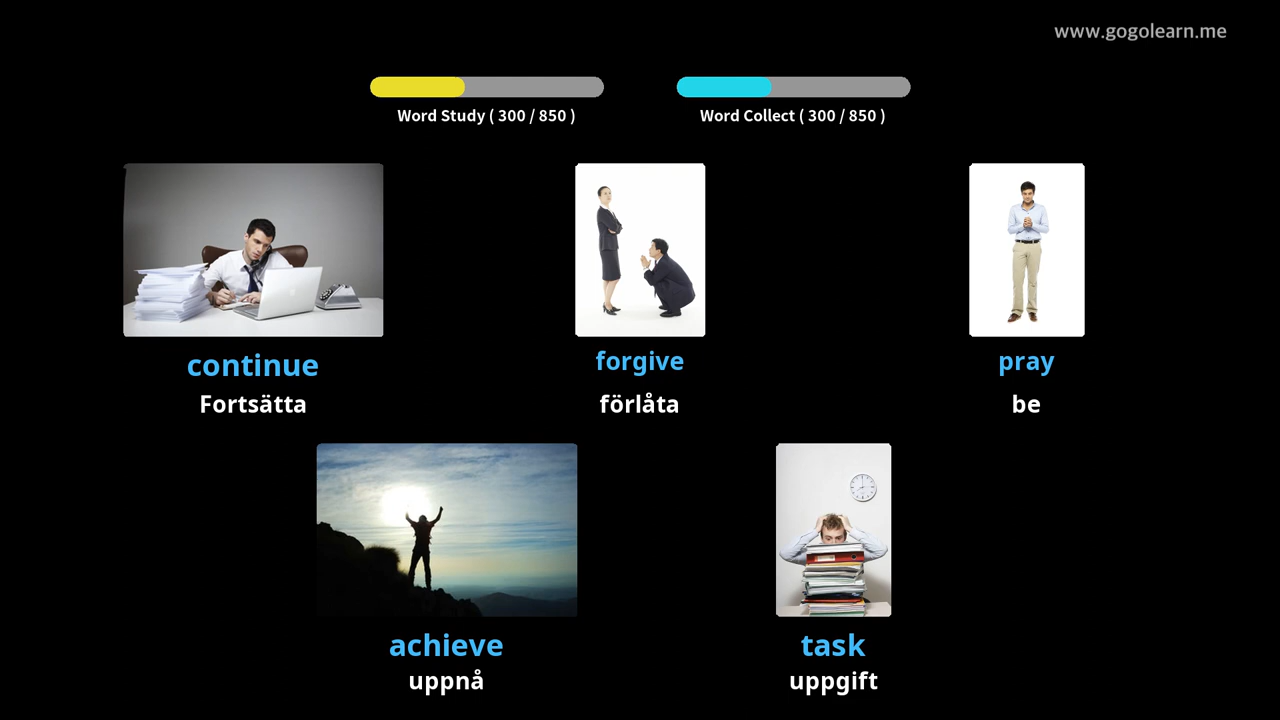 www.gogolearn.me
Word Study ( 300 / 850 )
Word Collect ( 300 / 850 )
continue
Fortsätta
forgive
förlåta
pray
be
achieve
uppnå
task
uppgift